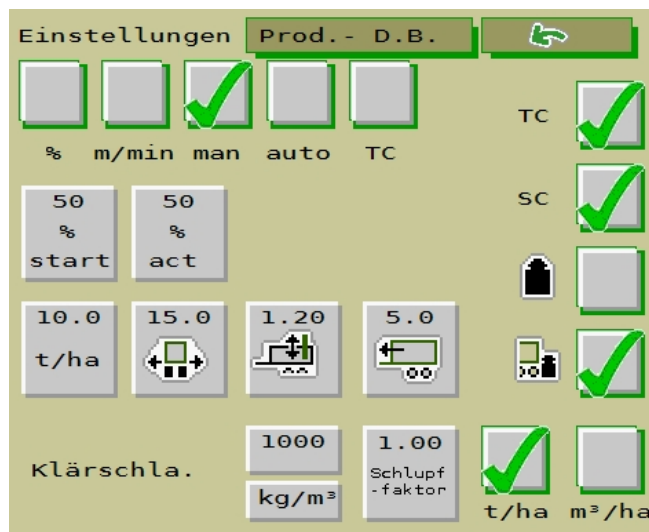 Einstellungen Prod.- D.B.
% m/min man auto TC
TC
SC
50 % start
50 % act
10.0 t/ha
15.0
1.20
5.0
Klärschla.
1000
kg/m³
1.00
Schlupf
-faktor
t/ha m³/ha